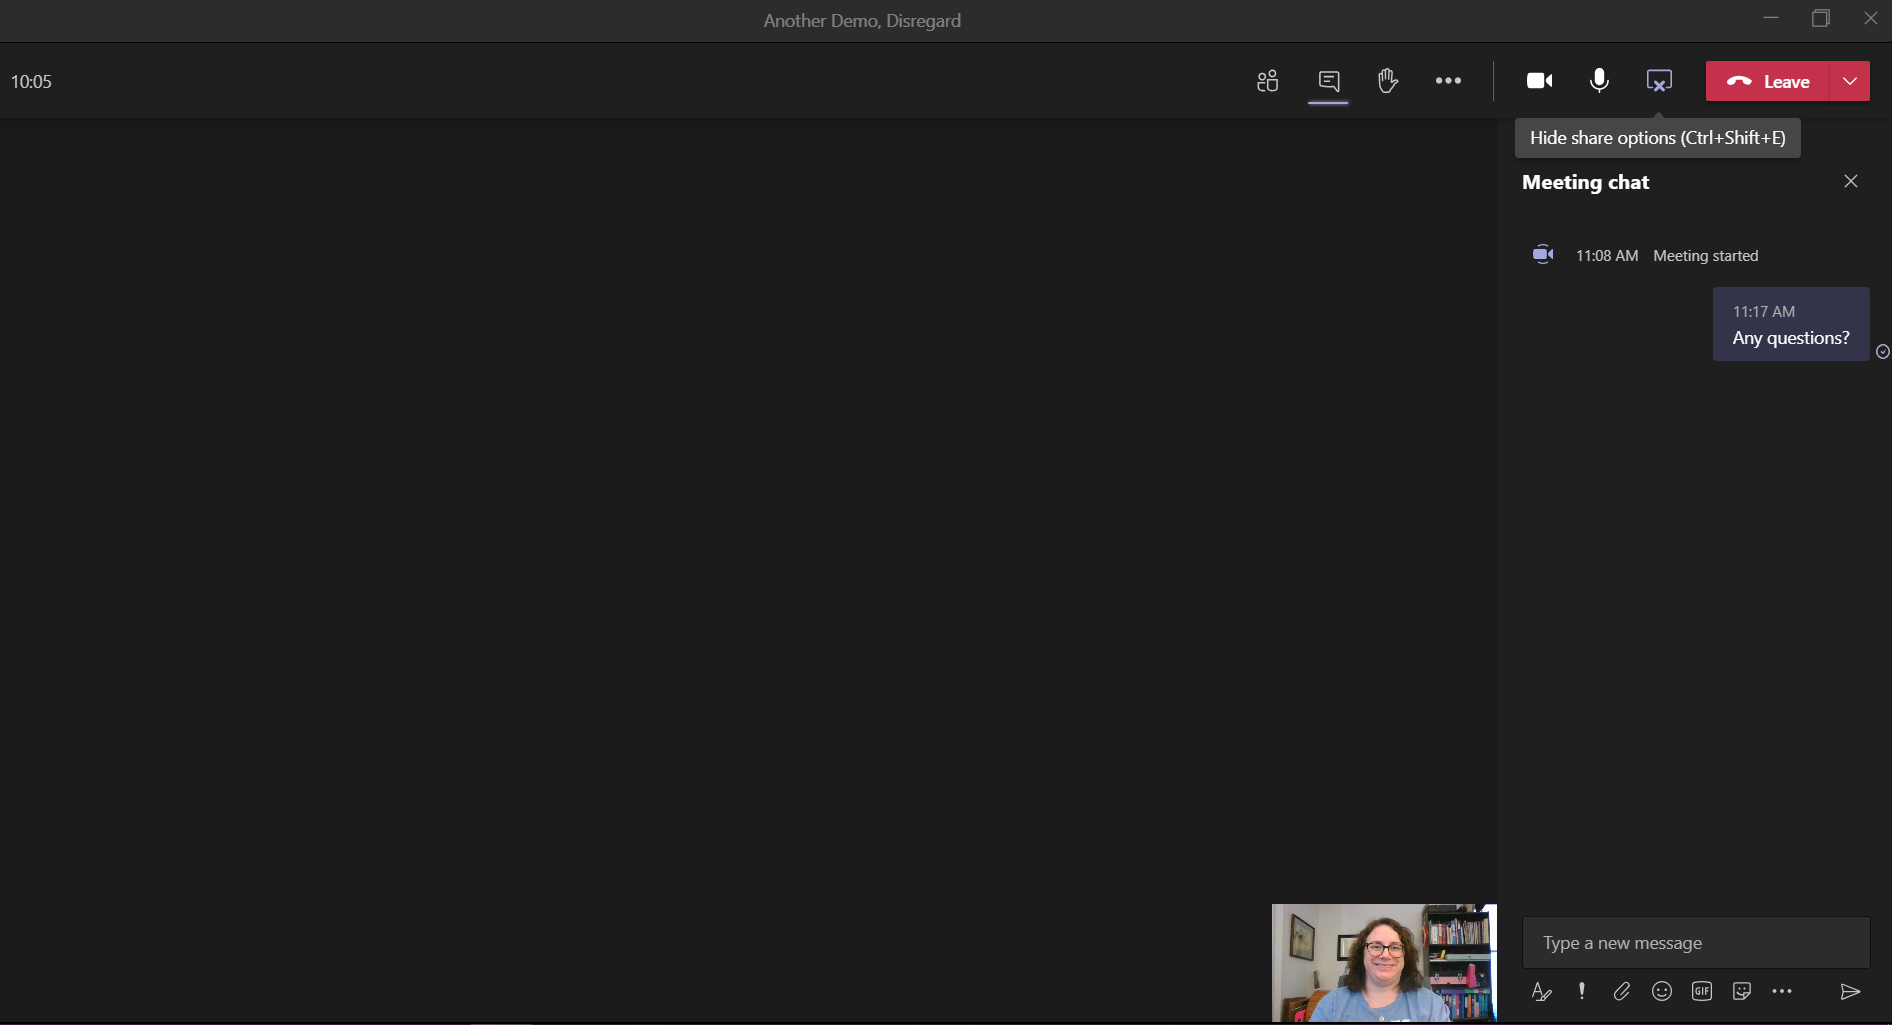 Another Demo, Disregard
10:05
Leave
Hide share options (Ctrl+Shift+E)
Meeting chat
11:08 AM Meeting started
11:17 AM
Any questions?
Type a new message
GIF